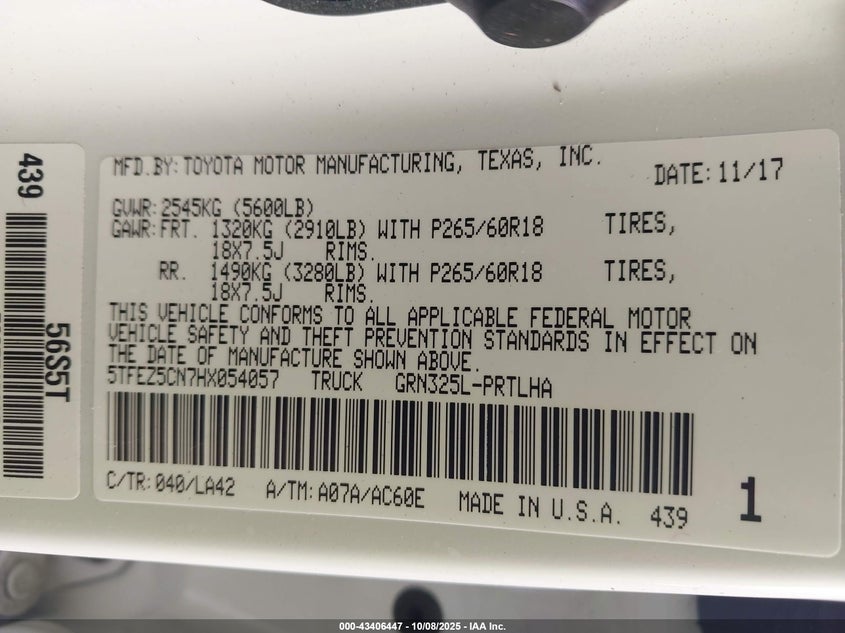 439
56S5T
MFD.BY:TOYOTA MOTOR MANUFACTURING, TEXAS, INC. DATE:11/17
GVWR:2545KG (5600LB)
GAWR:FRT. 1320KG (2910LB) WITH P265/60R18 TIRES,
18X7.5J RIMS.
RR. 1490KG (3280LB) WITH P265/60R18 TIRES,
18X7.5J RIMS.
THIS VEHICLE CONFORMS TO ALL APPLICABLE FEDERAL MOTOR
VEHICLE SAFETY AND THEFT PREVENTION STANDARDS IN EFFECT ON
THE DATE OF MANUFACTURE SHOWN ABOVE.
5TFEZ5CN7HX054057 TRUCK GRN325L-PRTLHA
C/TR:040/LA42 A/TM:A07A/AC60E MADE IN U.S.A. 439 1
000-43406447 - 10/08/2025 - IAA Inc.